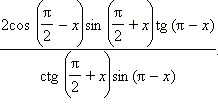 2cos (π/2 − x) sin (π/2 + x) tg (π − x)
ctg (π/2 + x) sin (π − x)
.